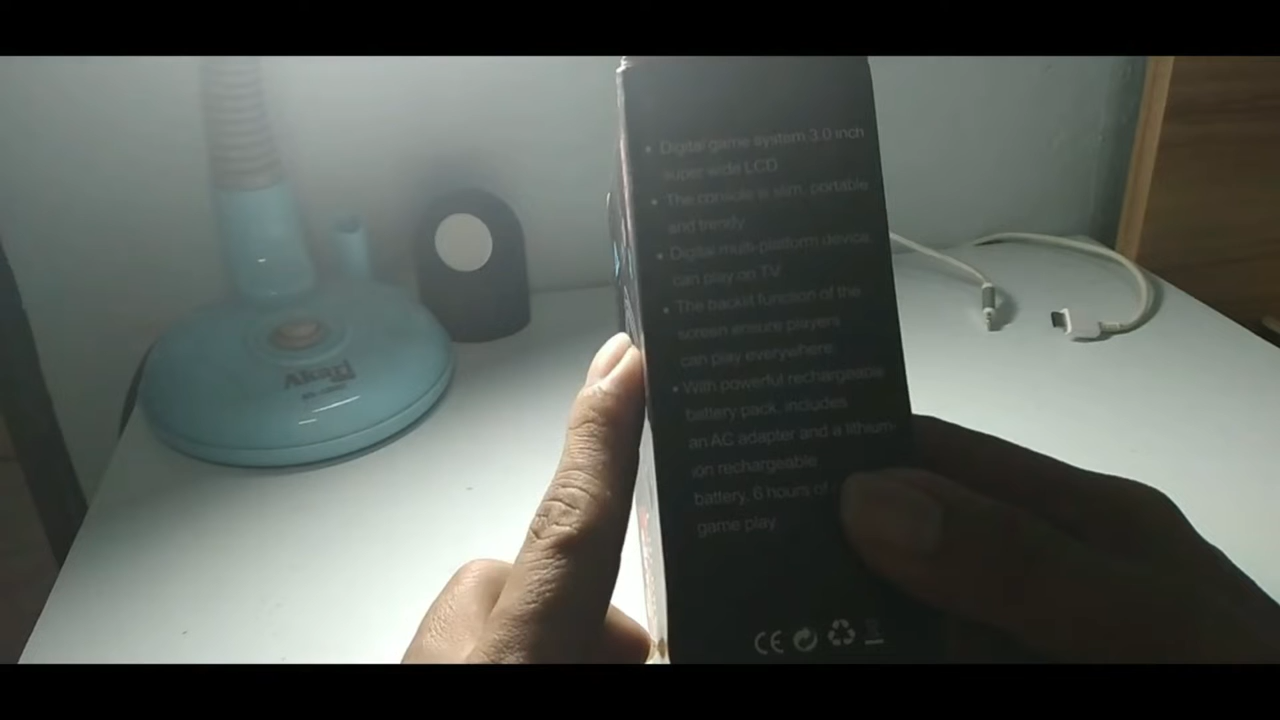 Akari
• Digital game system 3.0 inch
super wide LCD
• The console is slim, portable
and trendy
• Digital multi-platform device,
can play on TV
• The backlit function of the
screen ensure players
can play everywhere.
• With powerful rechargeable
battery pack, includes
an AC adapter and a lithium-
ion rechargeable
battery, 6 hours of
game play
CE